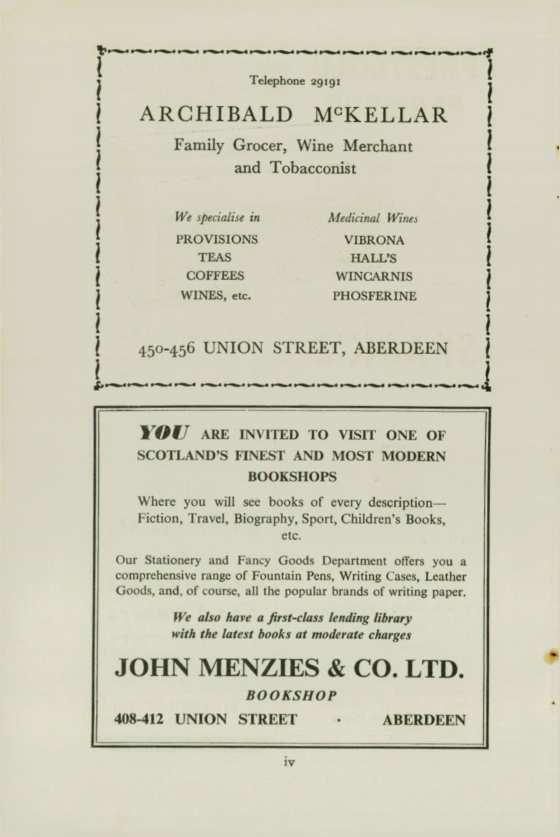 Telephone 29191
ARCHIBALD McKELLAR
Family Grocer, Wine Merchant
and Tobacconist
We specialise in
PROVISIONS
TEAS
COFFEES
WINES, etc.
Medicinal Wines
VIBRONA
HALL'S
WINCARNIS
PHOSFERINE
450-456 UNION STREET, ABERDEEN
YOU ARE INVITED TO VISIT ONE OF
SCOTLAND'S FINEST AND MOST MODERN
BOOKSHOPS
Where you will see books of every description—
Fiction, Travel, Biography, Sport, Children's Books,
etc.
Our Stationery and Fancy Goods Department offers you a
comprehensive range of Fountain Pens, Writing Cases, Leather
Goods, and, of course, all the popular brands of writing paper.
We also have a first-class lending library
with the latest books at moderate charges
JOHN MENZIES & CO. LTD.
BOOKSHOP
408-412 UNION STREET · ABERDEEN
iv